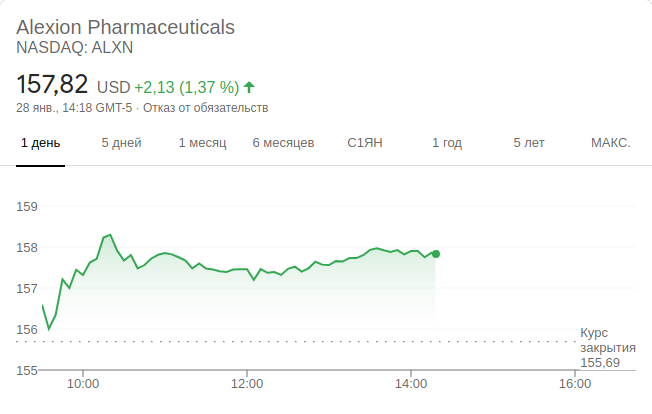 Alexion Pharmaceuticals
NASDAQ: ALXN
157,82 USD +2,13 (1,37 %)
28 янв., 14:18 GMT-5 · Отказ от обязательств
1 день 5 дней 1 месяц 6 месяцев С1ЯН 1 год 5 лет МАКС.
159
158
157
156
Курс
закрытия
155,69
155
10:00 12:00 14:00 16:00